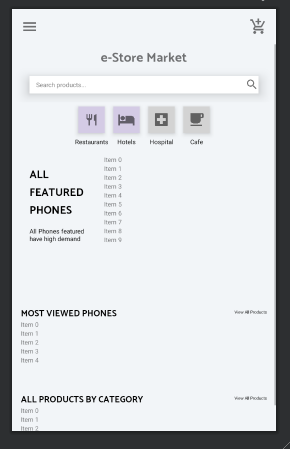 e-Store Market
Search products...
Restaurants Hotels Hospital Cafe
ALL
FEATURED
PHONES
All Phones featured
have high demand
Item 0
Item 1
Item 2
Item 3
Item 4
Item 5
Item 6
Item 7
Item 8
Item 9
MOST VIEWED PHONES View All Products
Item 0
Item 1
Item 2
Item 3
Item 4
ALL PRODUCTS BY CATEGORY View All Products
Item 0
Item 1
Item 2